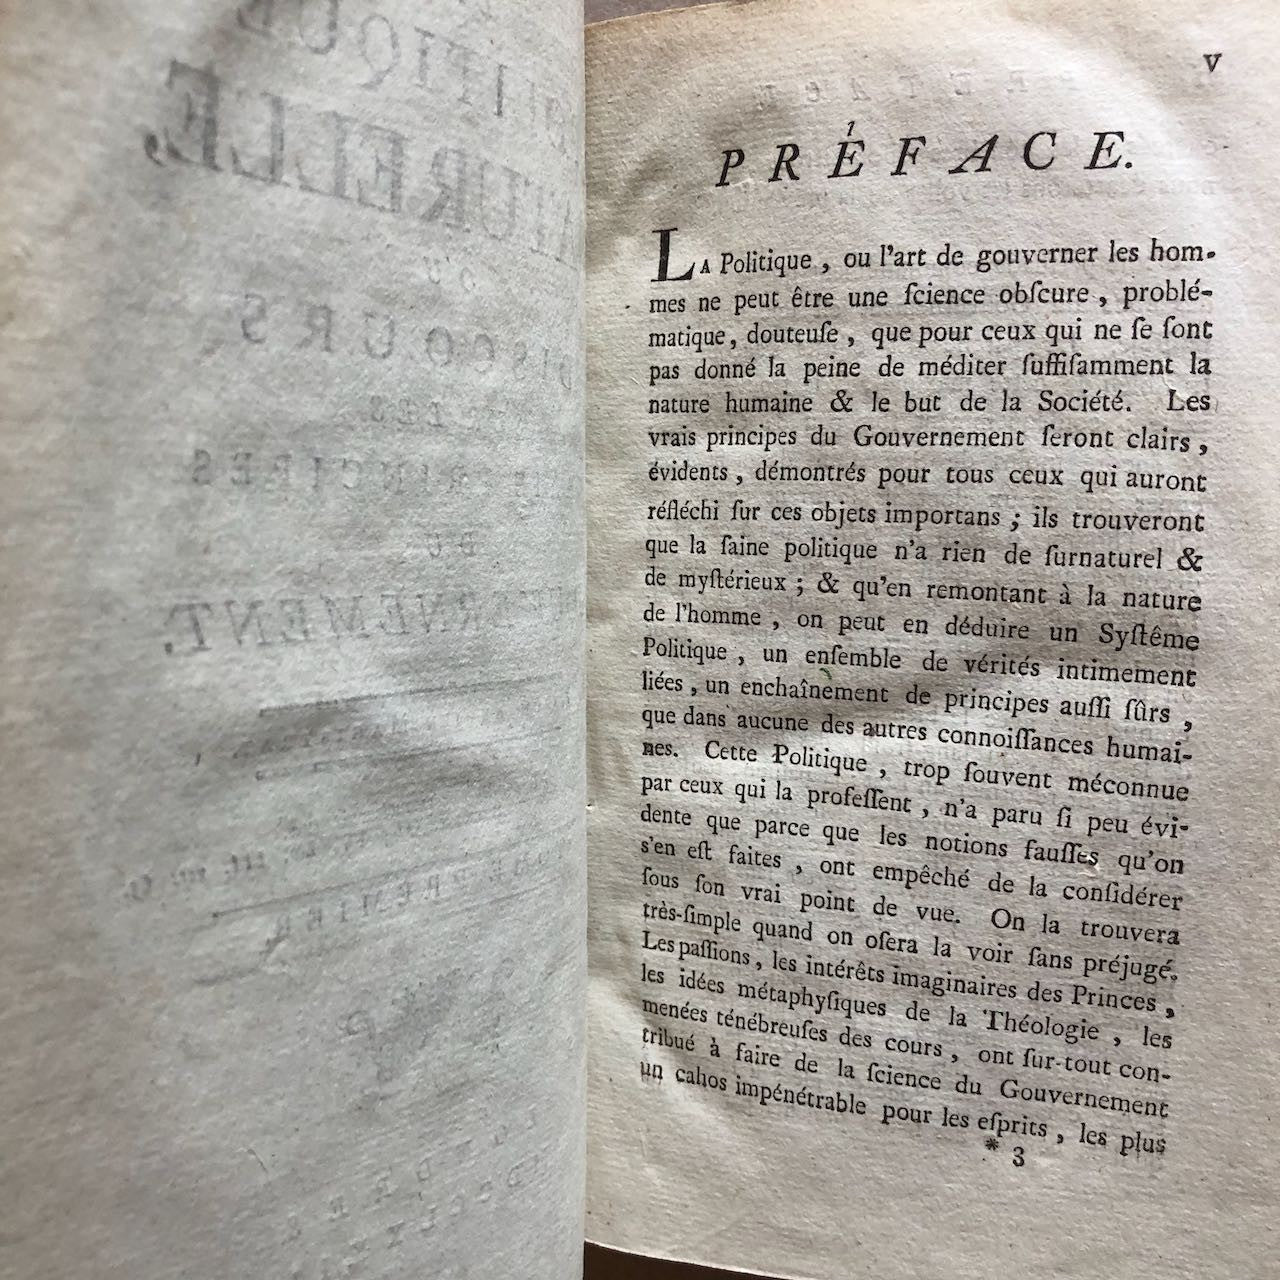 V
PRÉFACE.
LA Politique, ou l'art de gouverner les hom-
mes ne peut être une ſcience obſcure, problé-
matique, douteuſe, que pour ceux qui ne ſe ſont
pas donné la peine de méditer ſuffiſamment la
nature humaine & le but de la Société. Les
vrais principes du Gouvernement ſeront clairs,
évidents, démontrés pour tous ceux qui auront
réfléchi ſur ces objets importans; ils trouveront
que la ſaine politique n'a rien de ſurnaturel &
de myſtérieux; & qu'en remontant à la nature
de l'homme, on peut en déduire un Syſtême
Politique, un enſemble de vérités intimement
liées, un enchaînement de principes auſſi ſûrs,
que dans aucune des autres connoiſſances humai-
nes. Cette Politique, trop ſouvent méconnue
par ceux qui la profeſſent, n'a paru ſi peu évi-
dente que parce que les notions fauſſes qu'on
s'en eſt faites, ont empêché de la conſidérer
ſous ſon vrai point de vue. On la trouvera
très-ſimple quand on oſera la voir ſans préjugé.
Les paſſions, les intérêts imaginaires des Princes,
les idées métaphyſiques de la Théologie, les
menées ténébreuſes des cours, ont ſur-tout con-
tribué à faire de la ſcience du Gouvernement
un cahos impénétrable pour les eſprits, les plus
* 3